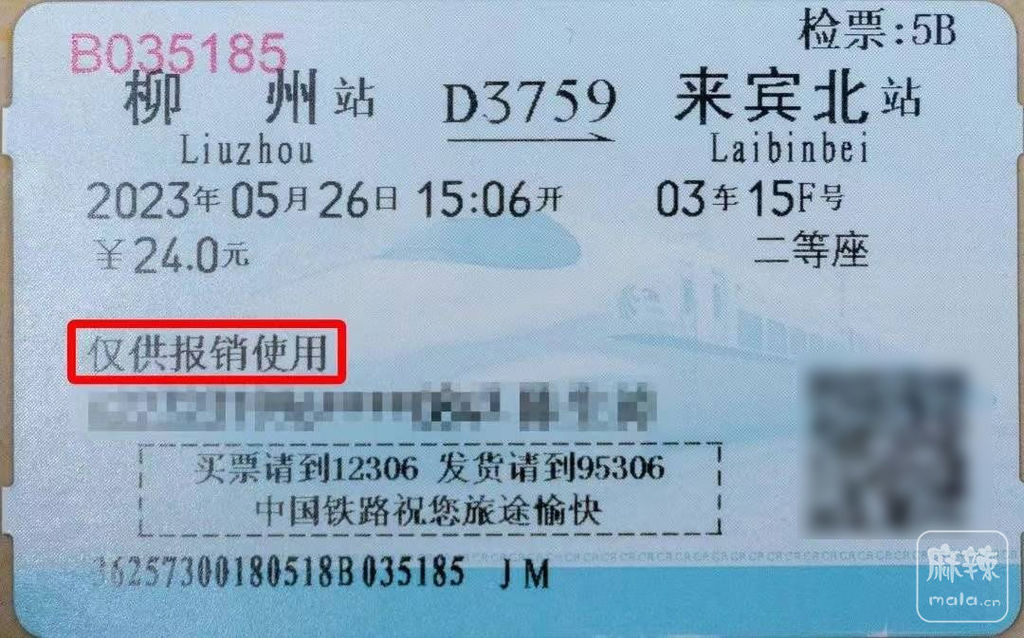 检票:5B
B035185
柳州站 D3759 来宾北站
Liuzhou Laibinbei
2023年05月26日 15:06开 03车15F号
￥24.0元 二等座
仅供报销使用
买票请到12306 发货请到95306
中国铁路祝您旅途愉快
36257300180518B035185 JM
麻辣
mala.cn